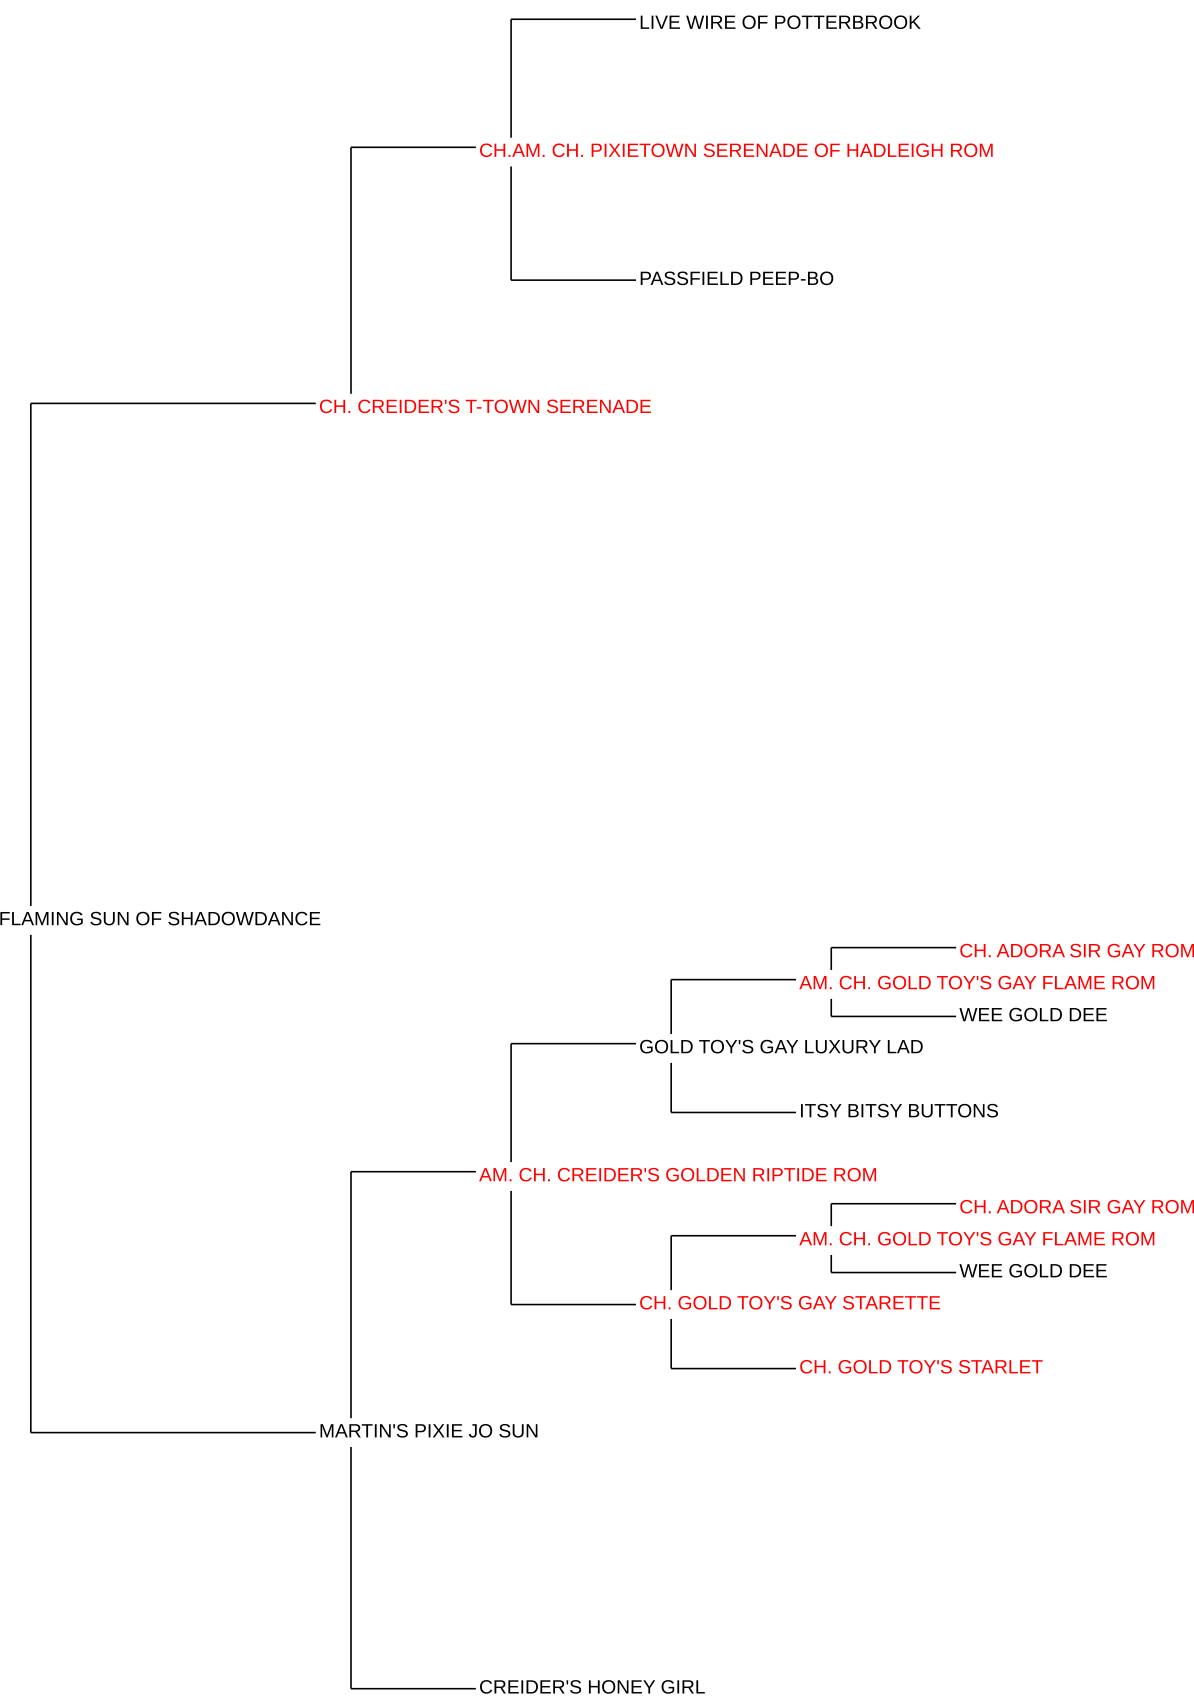 LIVE WIRE OF POTTERBROOK
CH.AM. CH. PIXIETOWN SERENADE OF HADLEIGH ROM
PASSFIELD PEEP-BO
CH. CREIDER'S T-TOWN SERENADE
FLAMING SUN OF SHADOWDANCE
CH. ADORA SIR GAY ROM
AM. CH. GOLD TOY'S GAY FLAME ROM
WEE GOLD DEE
GOLD TOY'S GAY LUXURY LAD
ITSY BITSY BUTTONS
AM. CH. CREIDER'S GOLDEN RIPTIDE ROM
CH. ADORA SIR GAY ROM
AM. CH. GOLD TOY'S GAY FLAME ROM
WEE GOLD DEE
CH. GOLD TOY'S GAY STARETTE
CH. GOLD TOY'S STARLET
MARTIN'S PIXIE JO SUN
CREIDER'S HONEY GIRL